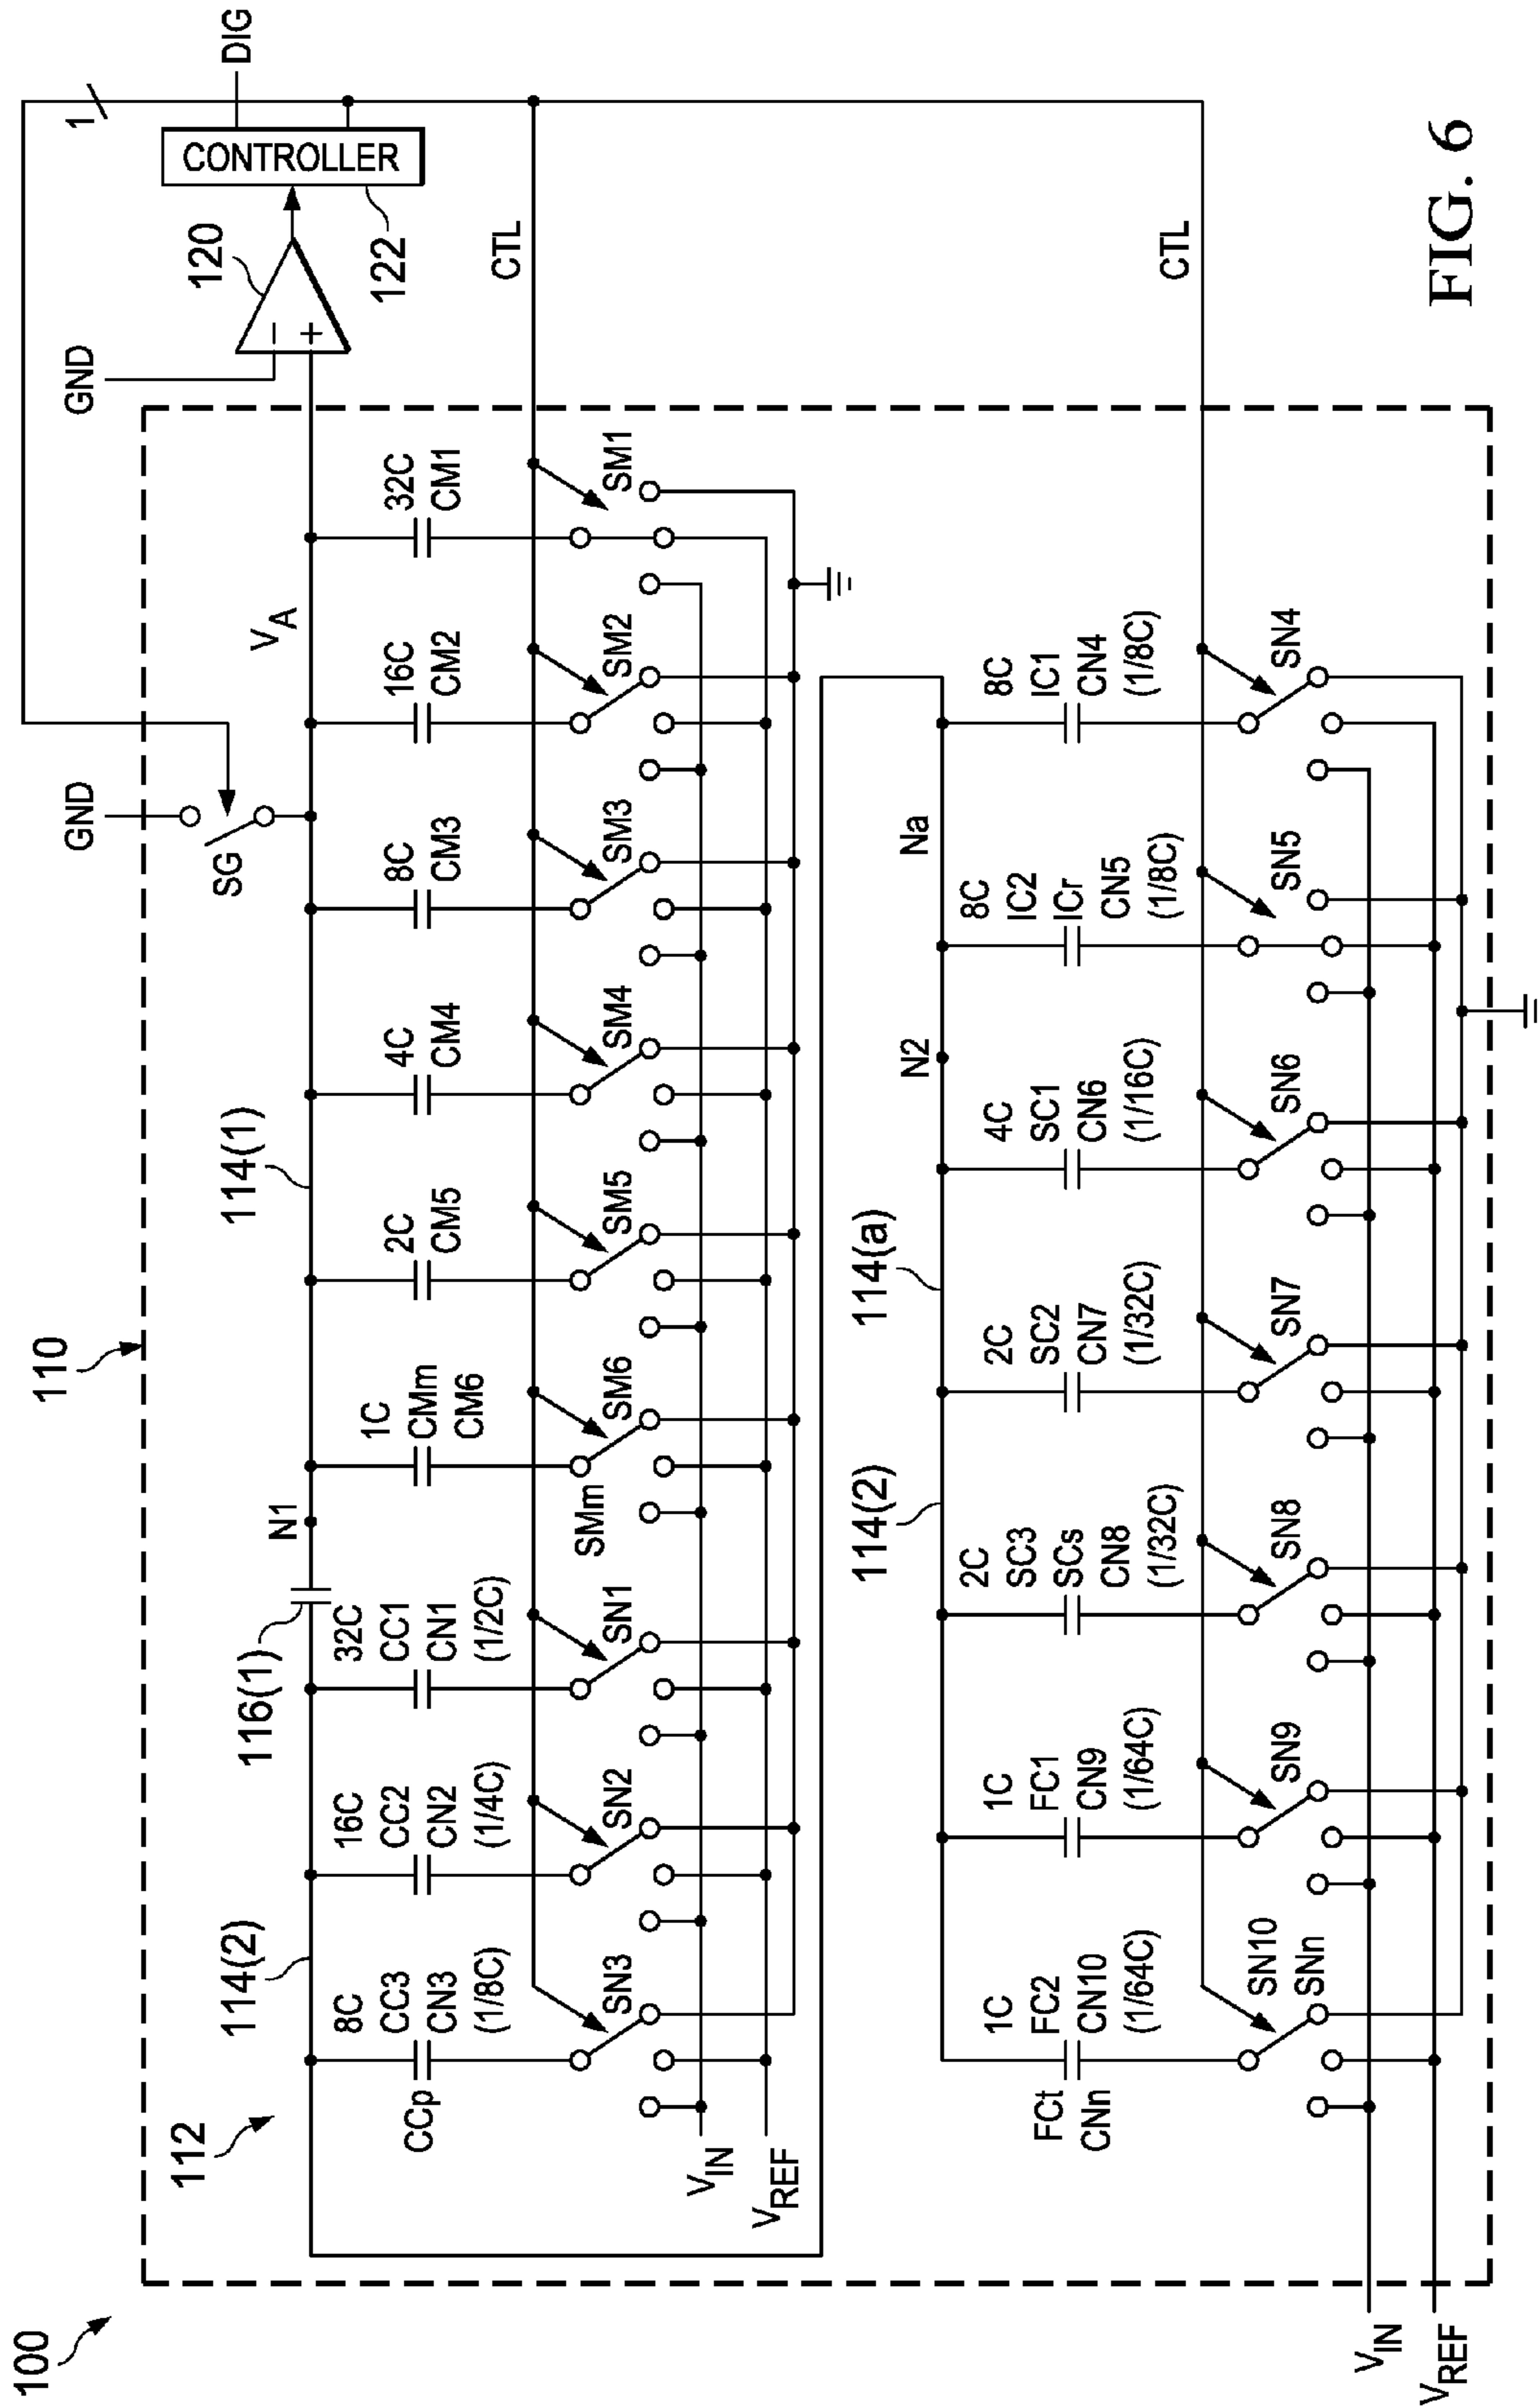 100
110
112
114(2)
116(1)
114(1)
GND
SG
V_A
GND
120
1
CONTROLLER
122
DIG
CTL
N1
8C
CC3
CN3
(1/8C)
CCp
16C
CC2
CN2
(1/4C)
32C
CC1
CN1
(1/2C)
1C
CMm
CM6
2C
CM5
4C
CM4
8C
CM3
16C
CM2
32C
CM1
SN3
SN2
SN1
SMm
SM6
SM5
SM4
SM3
SM2
SM1
V_IN
V_REF
114(2)
114(a)
N2
Na
CTL
1C
FC2
CN10
(1/64C)
FCt
CNn
1C
FC1
CN9
(1/64C)
2C
SC3
SCs
CN8
(1/32C)
2C
SC2
CN7
(1/32C)
4C
SC1
CN6
(1/16C)
8C
IC2
ICr
CN5
(1/8C)
8C
IC1
CN4
(1/8C)
SN10
SNn
SN9
SN8
SN7
SN6
SN5
SN4
V_IN
V_REF
FIG. 6